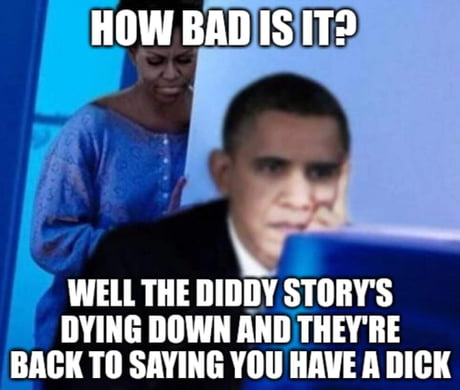 HOW BAD IS IT?
WELL THE DIDDY STORY'S
DYING DOWN AND THEY'RE
BACK TO SAYING YOU HAVE A DICK